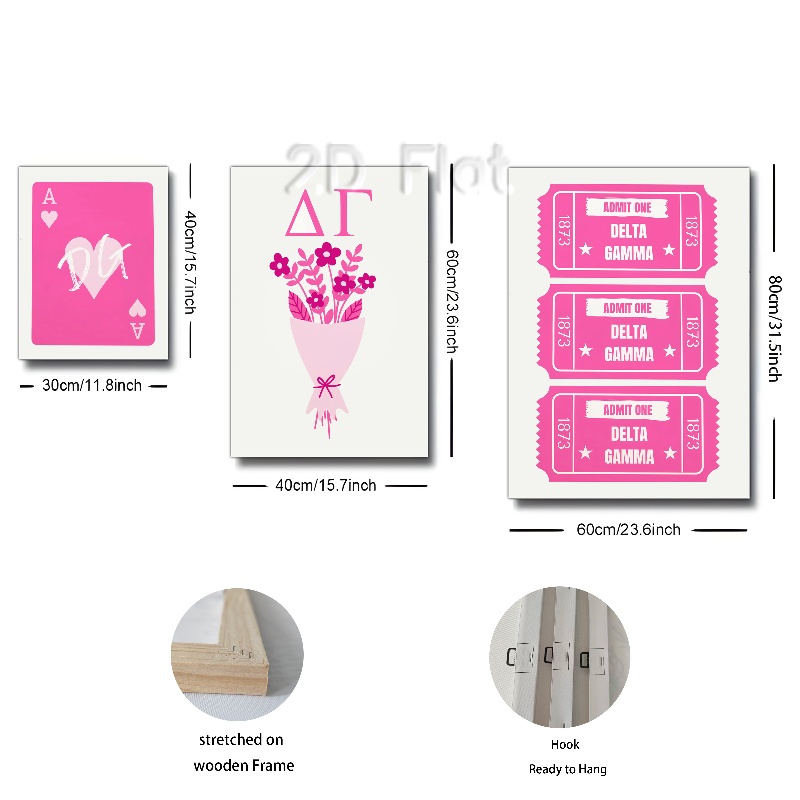 2D Flat
A
DG
A
40cm/15.7inch
30cm/11.8inch
ΔΓ
60cm/23.6inch
40cm/15.7inch
ADMIT ONE
1873
DELTA
GAMMA
1873
ADMIT ONE
1873
DELTA
GAMMA
1873
ADMIT ONE
1873
DELTA
GAMMA
1873
80cm/31.5inch
60cm/23.6inch
stretched on
wooden Frame
Hook
Ready to Hang